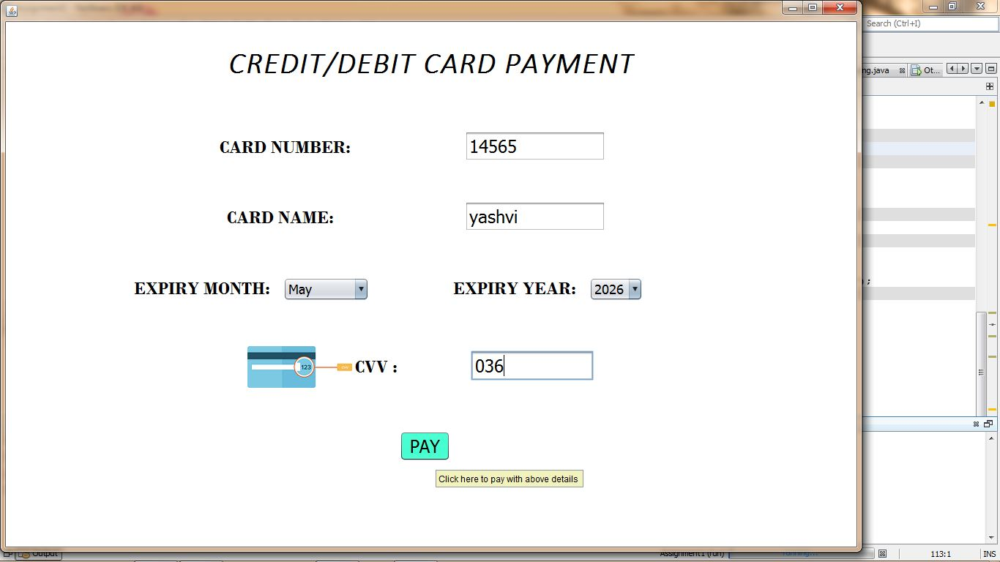 Search (Ctrl+I)
CREDIT/DEBIT CARD PAYMENT
ng.java
Ot...
CARD NUMBER:
14565
CARD NAME:
yashvi
EXPIRY MONTH:
May
EXPIRY YEAR:
2026
);
123
CVV :
036
PAY
Click here to pay with above details
Output
Assignment1 (run)
running...
113:1
INS